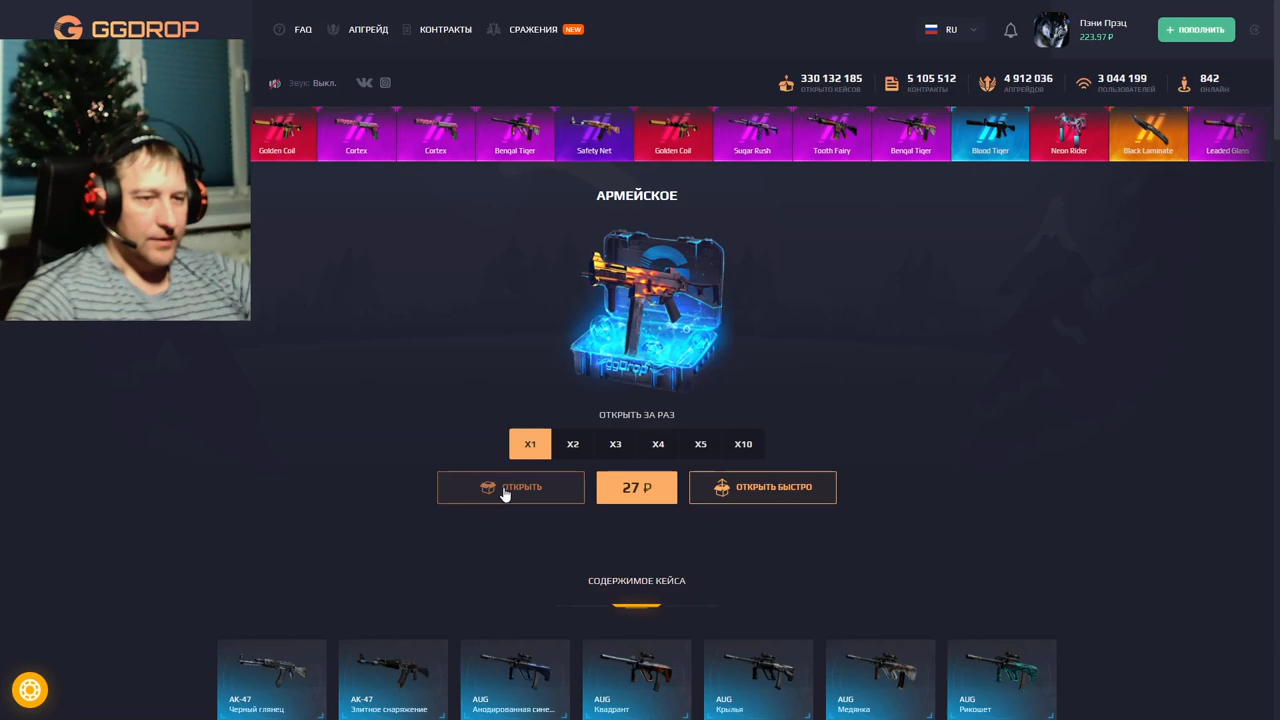 GGDROP
FAQ
АПГРЕЙД
КОНТРАКТЫ
СРАЖЕНИЯ NEW
RU
Пэни Прэц
223.97 ₽
+ ПОПОЛНИТЬ
Звук: Выкл.
330 132 185
ОТКРЫТО КЕЙСОВ
5 105 512
КОНТРАКТЫ
4 912 036
АПГРЕЙДОВ
3 044 199
ПОЛЬЗОВАТЕЛЕЙ
842
ОНЛАЙН
Golden Coil
Cortex
Cortex
Bengal Tiger
Safety Net
Golden Coil
Sugar Rush
Tooth Fairy
Bengal Tiger
Blood Tiger
Neon Rider
Black Laminate
Leaded Glass
АРМЕЙСКОЕ
ggdrop
ОТКРЫТЬ ЗА РАЗ
X1 X2 X3 X4 X5 X10
ОТКРЫТЬ
27 ₽
ОТКРЫТЬ БЫСТРО
СОДЕРЖИМОЕ КЕЙСА
AK-47
Черный глянец
AK-47
Элитное снаряжение
AUG
Анодированная сине...
AUG
Квадрант
AUG
Крылья
AUG
Медянка
AUG
Рикошет